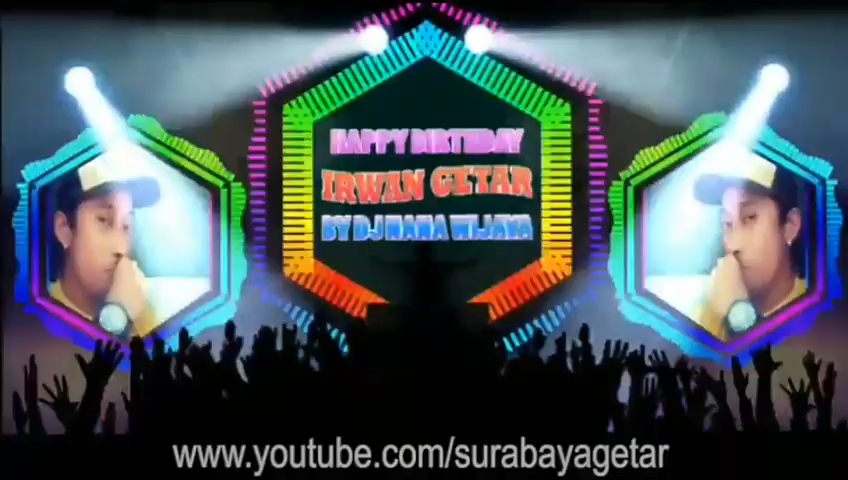 HAPPY BIRTHDAY
IRWAN GETAR
BY DJ NANA WIJAYA
www.youtube.com/surabayagetar